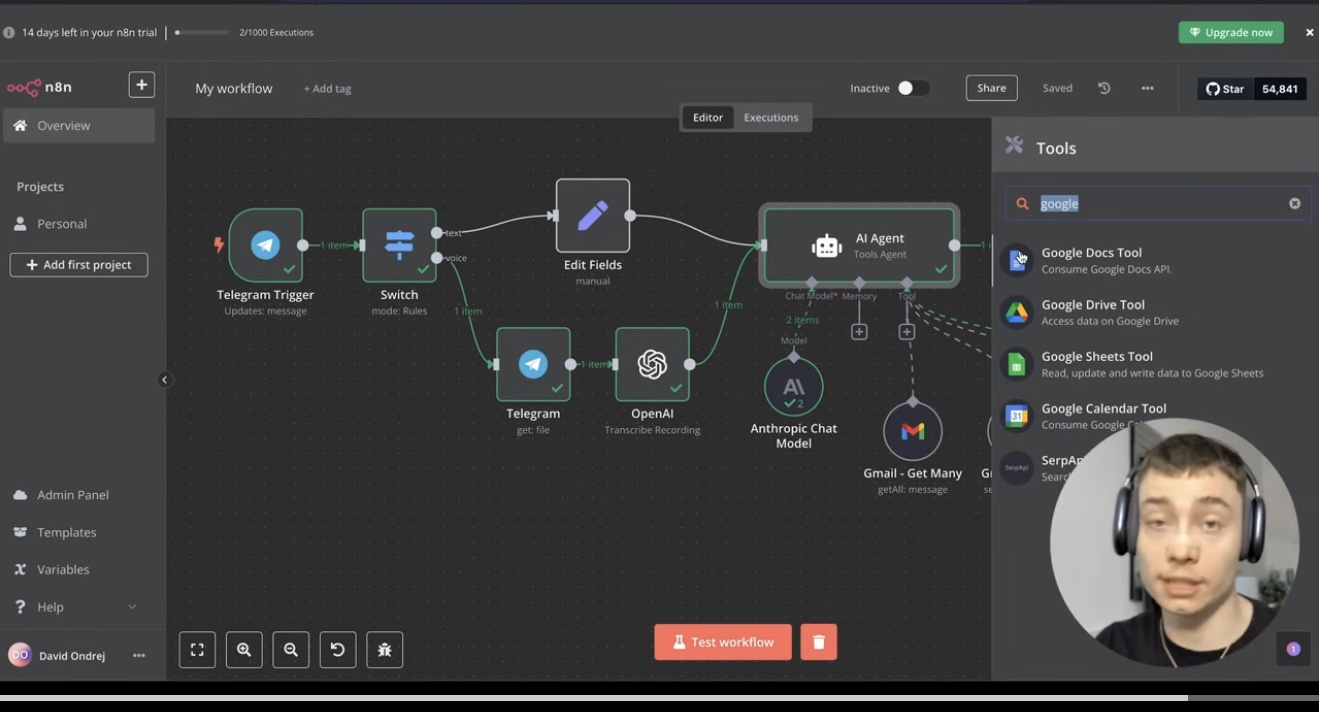 14 days left in your n8n trial
2/1000 Executions
Upgrade now
n8n
My workflow
+ Add tag
Inactive
Share
Saved
Star
54,841
Overview
Editor
Executions
Projects
Personal
+ Add first project
Telegram Trigger
Updates: message
1 item
Switch
mode: Rules
text
voice
1 item
Edit Fields
manual
Telegram
get: file
1 item
OpenAI
Transcribe Recording
1 item
AI Agent
Tools Agent
Chat Model*
Memory
Tool
2 items
Model
2
Anthropic Chat
Model
Gmail - Get Many
getAll: message
Tools
google
Google Docs Tool
Consume Google Docs API.
Google Drive Tool
Access data on Google Drive
Google Sheets Tool
Read, update and write data to Google Sheets
31
Google Calendar Tool
Consume Google
SerpApi
Admin Panel
Templates
Variables
Help
DO
David Ondrej
Test workflow
1